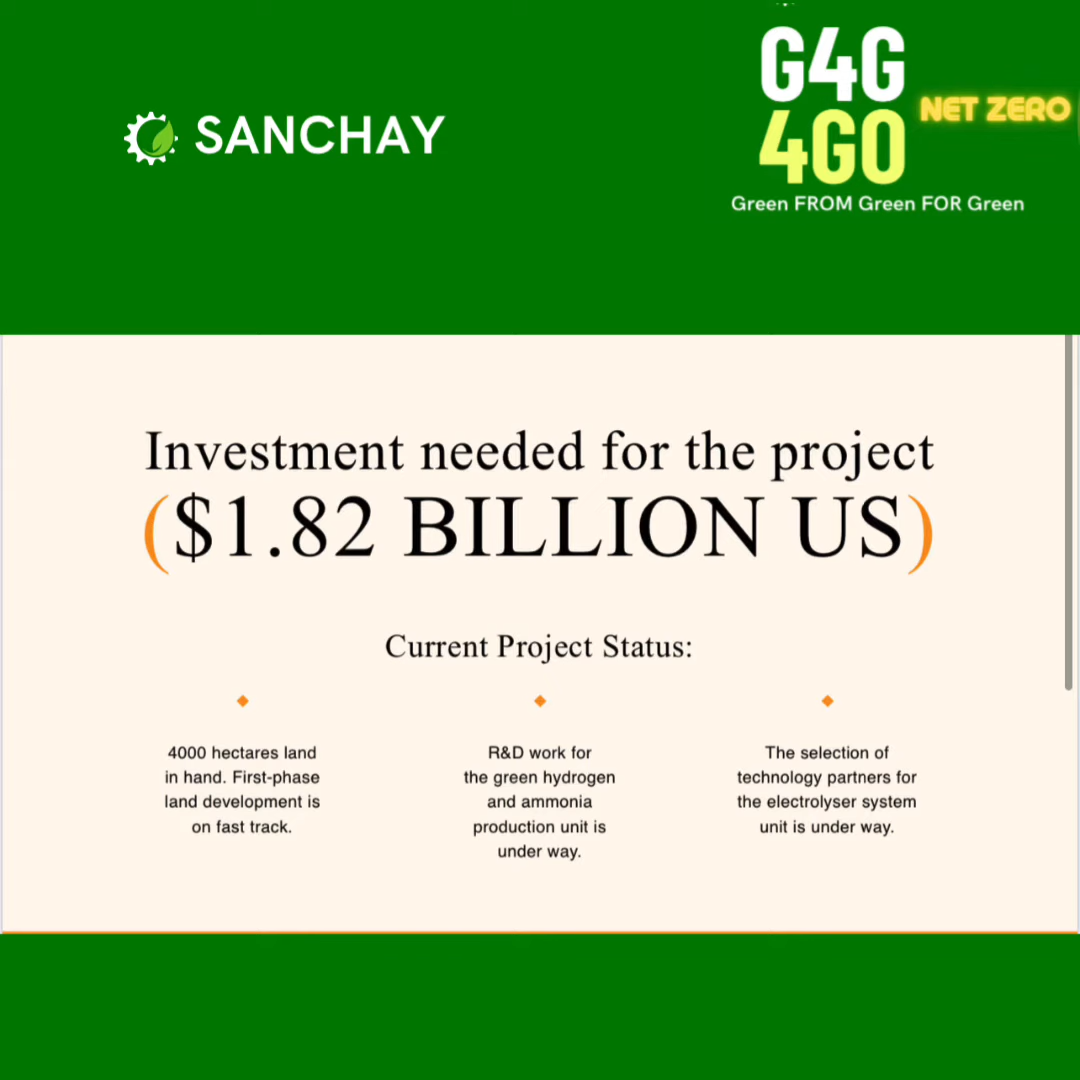 SANCHAY
G4G
4GO
NET ZERO
Green FROM Green FOR Green
Investment needed for the project
($1.82 BILLION US)
Current Project Status:
4000 hectares land
in hand. First-phase
land development is
on fast track.
R&D work for
the green hydrogen
and ammonia
production unit is
under way.
The selection of
technology partners for
the electrolyser system
unit is under way.